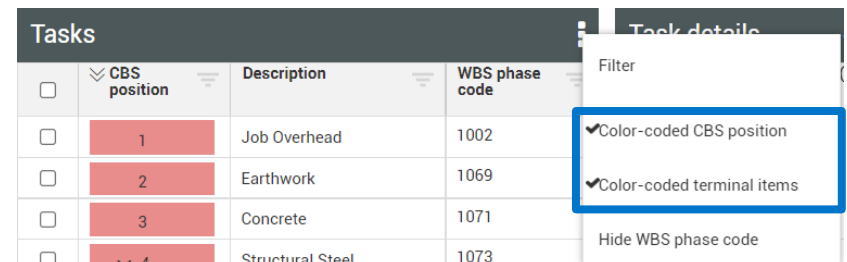 Tasks
Task details
CBS position
Description
WBS phase code
1
Job Overhead
1002
2
Earthwork
1069
3
Concrete
1071
4
Structural Steel
1073
Filter
Color-coded CBS position
Color-coded terminal items
Hide WBS phase code